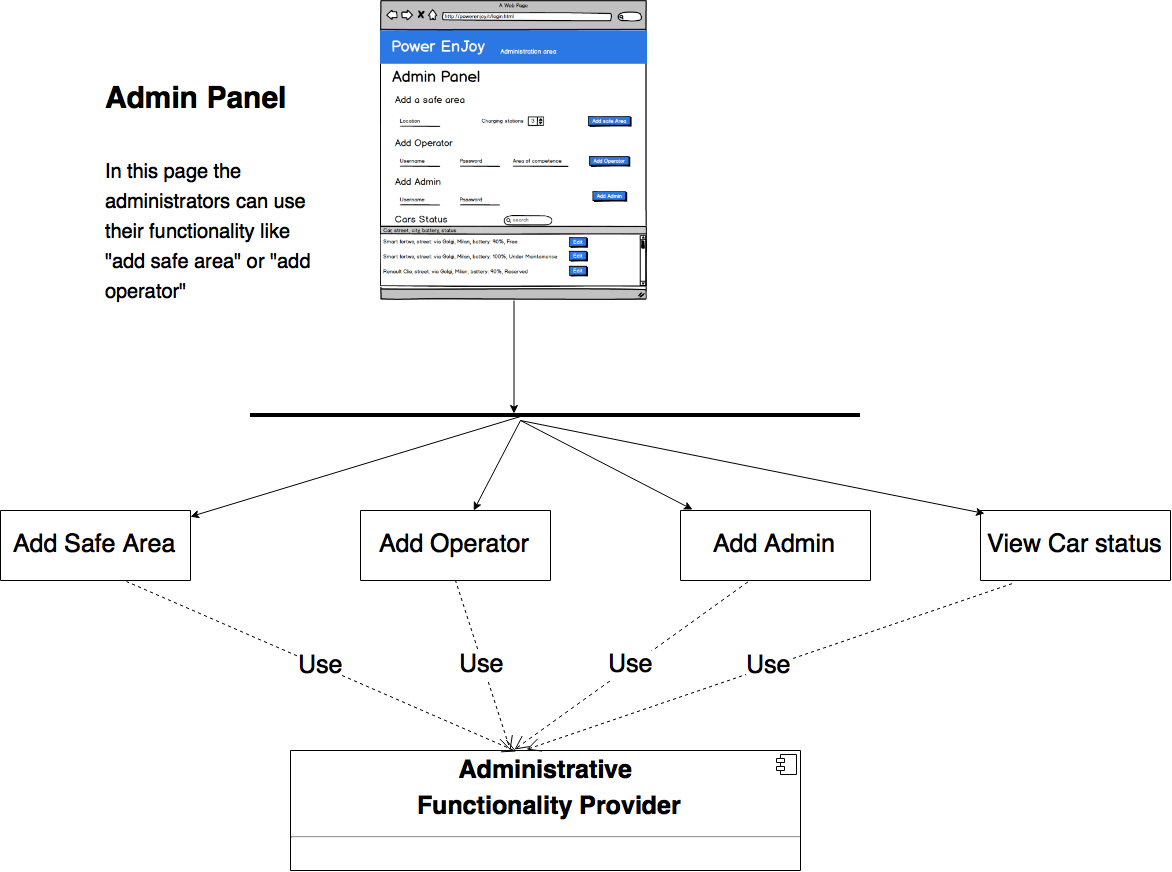 A Web Page
http://powerenjoy.it/login.html
Power EnJoy Administration area
Admin Panel
Add a safe area
Location Charging stations 3 Add safe Area
Add Operator
Username Password Area of competence Add Operator
Add Admin
Username Password Add Admin
Cars Status search
Car, street, city, battery, status
Smart fortwo, street: via Golgi, Milan, battery: 90%, Free Edit
Smart fortwo, street: via Golgi, Milan, battery: 100%, Under Maintenance Edit
Renault Clio, street: via Golgi, Milan, battery: 90%, Reserved Edit
Admin Panel
In this page the
administrators can use
their functionality like
"add safe area" or "add
operator"
Add Safe Area
Add Operator
Add Admin
View Car status
Use
Use
Use
Use
Administrative
Functionality Provider